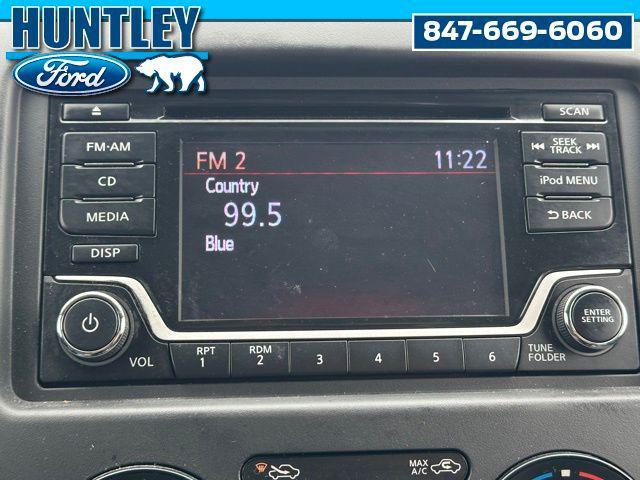 HUNTLEY
Ford
847-669-6060
SCAN
FM·AM
CD
MEDIA
DISP
FM 2 11:22
Country
99.5
Blue
SEEK
TRACK
iPod MENU
BACK
VOL
RPT
1
RDM
2
3
4
5
6
TUNE
FOLDER
ENTER
SETTING
MAX
A/C